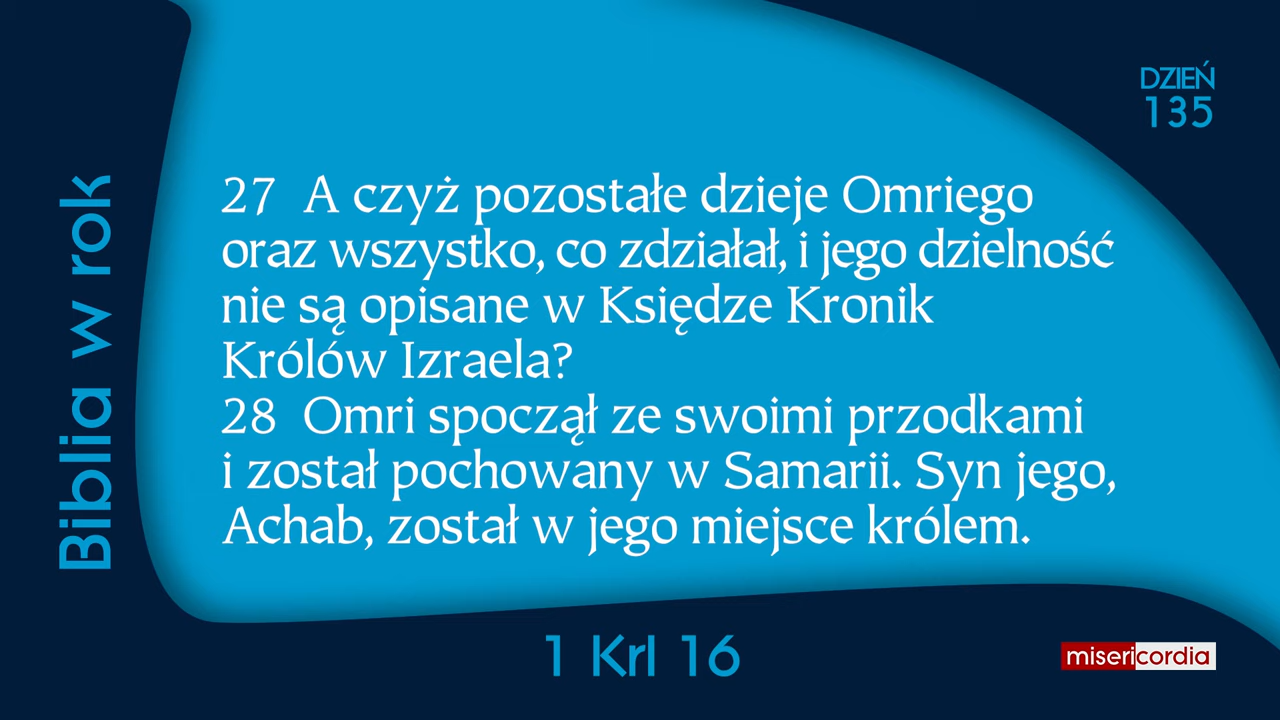 DZIEŃ
135
Biblia w rok
27 A czyż pozostałe dzieje Omriego
oraz wszystko, co zdziałał, i jego dzielność
nie są opisane w Księdze Kronik
Królów Izraela?
28 Omri spoczął ze swoimi przodkami
i został pochowany w Samarii. Syn jego,
Achab, został w jego miejsce królem.
1 Krl 16
misericordia